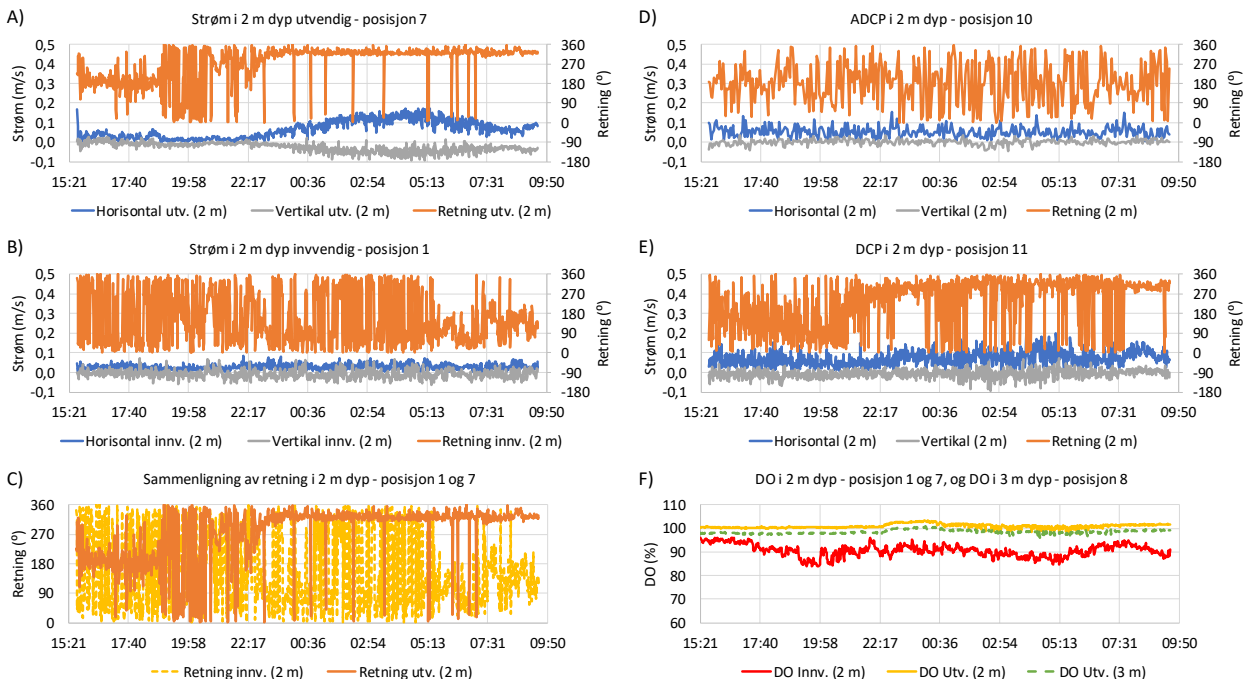 A)
Strøm i 2 m dyp utvendig - posisjon 7
0,5
0,4
0,3
0,2
0,1
0,0
-0,1
Strøm (m/s)
360
270
180
90
0
-90
-180
Retning (⁰)
15:21 17:40 19:58 22:17 00:36 02:54 05:13 07:31 09:50
Horisontal utv. (2 m) Vertikal utv. (2 m) Retning utv. (2 m)
D)
ADCP i 2 m dyp - posisjon 10
0,5
0,4
0,3
0,2
0,1
0,0
-0,1
Strøm (m/s)
360
270
180
90
0
-90
-180
Retning (⁰)
15:21 17:40 19:58 22:17 00:36 02:54 05:13 07:31 09:50
Horisontal (2 m) Vertikal (2 m) Retning (2 m)
B)
Strøm i 2 m dyp invvendig - posisjon 1
0,5
0,4
0,3
0,2
0,1
0,0
-0,1
Strøm (m/s)
360
270
180
90
0
-90
-180
Retning (⁰)
15:21 17:40 19:58 22:17 00:36 02:54 05:13 07:31 09:50
Horisontal innv. (2 m) Vertikal innv. (2 m) Retning innv. (2 m)
E)
DCP i 2 m dyp - posisjon 11
0,5
0,4
0,3
0,2
0,1
0,0
-0,1
Strøm (m/s)
360
270
180
90
0
-90
-180
Retning (⁰)
15:21 17:40 19:58 22:17 00:36 02:54 05:13 07:31 09:50
Horisontal (2 m) Vertikal (2 m) Retning (2 m)
C)
Sammenligning av retning i 2 m dyp - posisjon 1 og 7
360
270
180
90
0
Retning (⁰)
15:21 17:40 19:58 22:17 00:36 02:54 05:13 07:31 09:50
Retning innv. (2 m) Retning utv. (2 m)
F)
DO i 2 m dyp - posisjon 1 og 7, og DO i 3 m dyp - posisjon 8
110
100
90
80
70
60
DO (%)
15:21 17:40 19:58 22:17 00:36 02:54 05:13 07:31 09:50
DO Innv. (2 m) DO Utv. (2 m) DO Utv. (3 m)